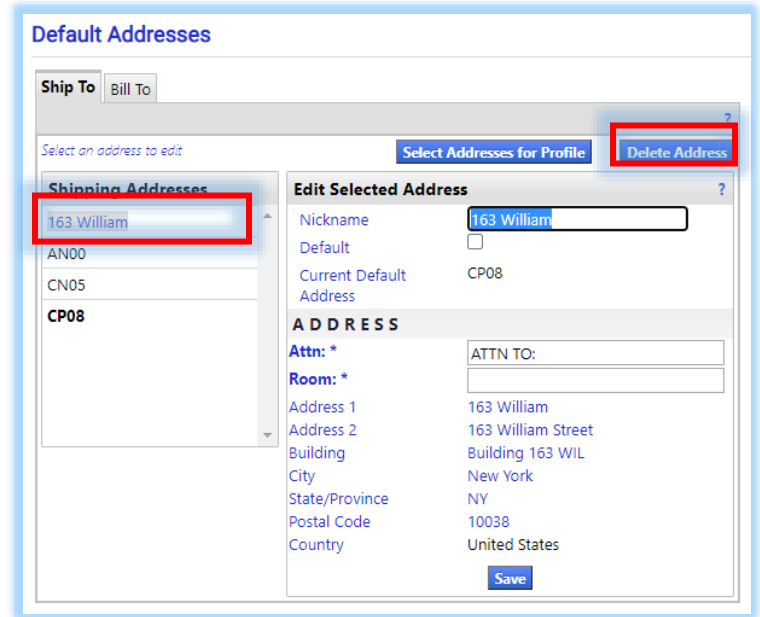 Default Addresses
Ship To Bill To
?
Select an address to edit Select Addresses for Profile Delete Address
Shipping Addresses
163 William
AN00
CN05
CP08
Edit Selected Address ?
Nickname 163 William
Default
Current Default Address CP08
ADDRESS
Attn: * ATTN TO:
Room: *
Address 1 163 William
Address 2 163 William Street
Building Building 163 WIL
City New York
State/Province NY
Postal Code 10038
Country United States
Save